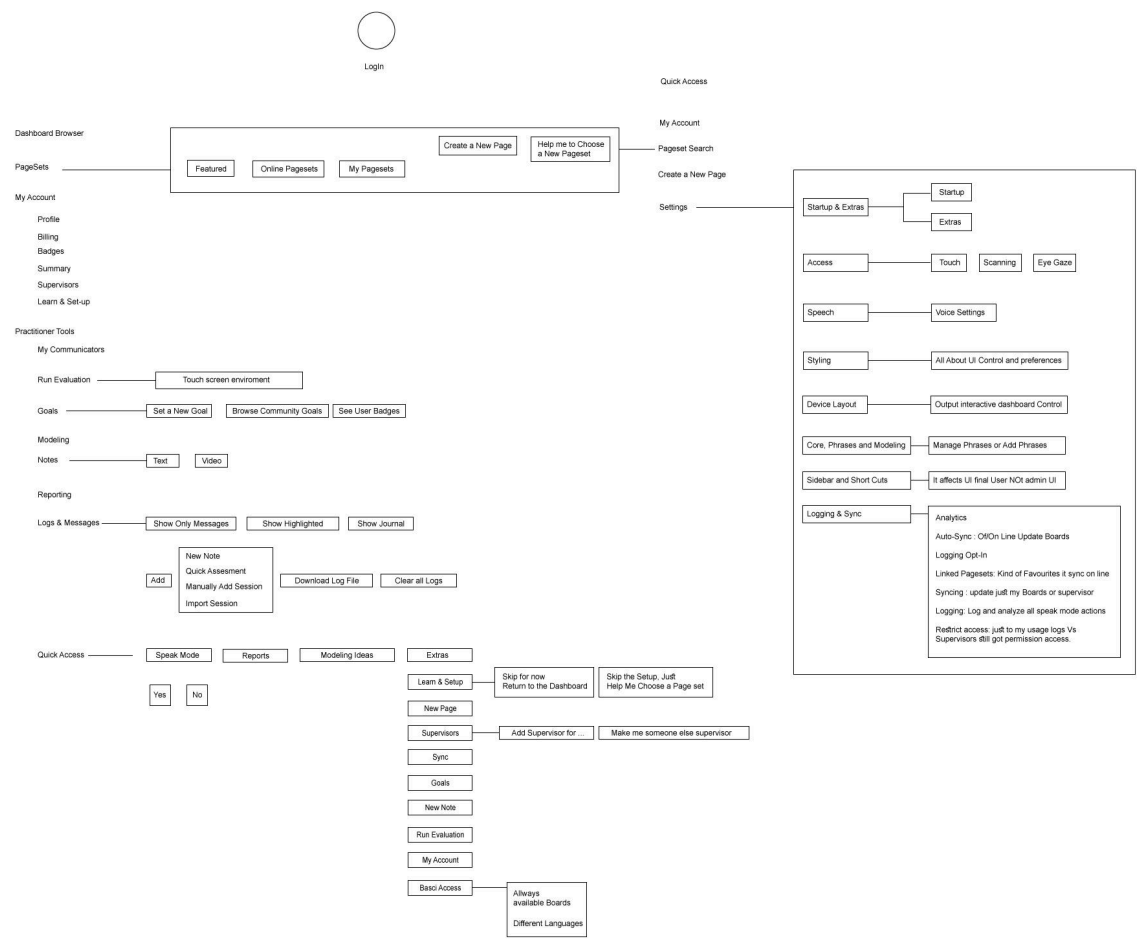 LogIn
Quick Access
My Account
Dashboard Browser
Create a New Page
Help me to Choose
a New Pageset
Pageset Search
PageSets
Featured
Online Pagesets
My Pagesets
Create a New Page
My Account
Profile
Billing
Badges
Summary
Supervisors
Learn & Set-up
Settings
Startup & Extras
Startup
Extras
Access
Touch
Scanning
Eye Gaze
Speech
Voice Settings
Styling
All About UI Control and preferences
Device Layout
Output interactive dashboard Control
Core, Phrases and Modeling
Manage Phrases or Add Phrases
Sidebar and Short Cuts
It affects UI final User NOt admin UI
Logging & Sync
Analytics
Auto-Sync : Of/On Line Update Boards
Logging Opt-In
Linked Pagesets: Kind of Favourites it sync on line
Syncing : update just my Boards or supervisor
Logging: Log and analyze all speak mode actions
Restrict access: just to my usage logs Vs
Supervisors still got permission access.
Practitioner Tools
My Communicators
Run Evaluation
Touch screen enviroment
Goals
Set a New Goal
Browse Community Goals
See User Badges
Modeling
Notes
Text
Video
Reporting
Logs & Messages
Show Only Messages
Show Highlighted
Show Journal
Add
New Note
Quick Assesment
Manually Add Session
Import Session
Download Log File
Clear all Logs
Quick Access
Speak Mode
Reports
Modeling Ideas
Extras
Yes
No
Learn & Setup
Skip for now
Return to the Dashboard
Skip the Setup, Just
Help Me Choose a Page set
New Page
Supervisors
Add Supervisor for ...
Make me someone else supervisor
Sync
Goals
New Note
Run Evaluation
My Account
Basci Access
Allways
available Boards
Different Languages